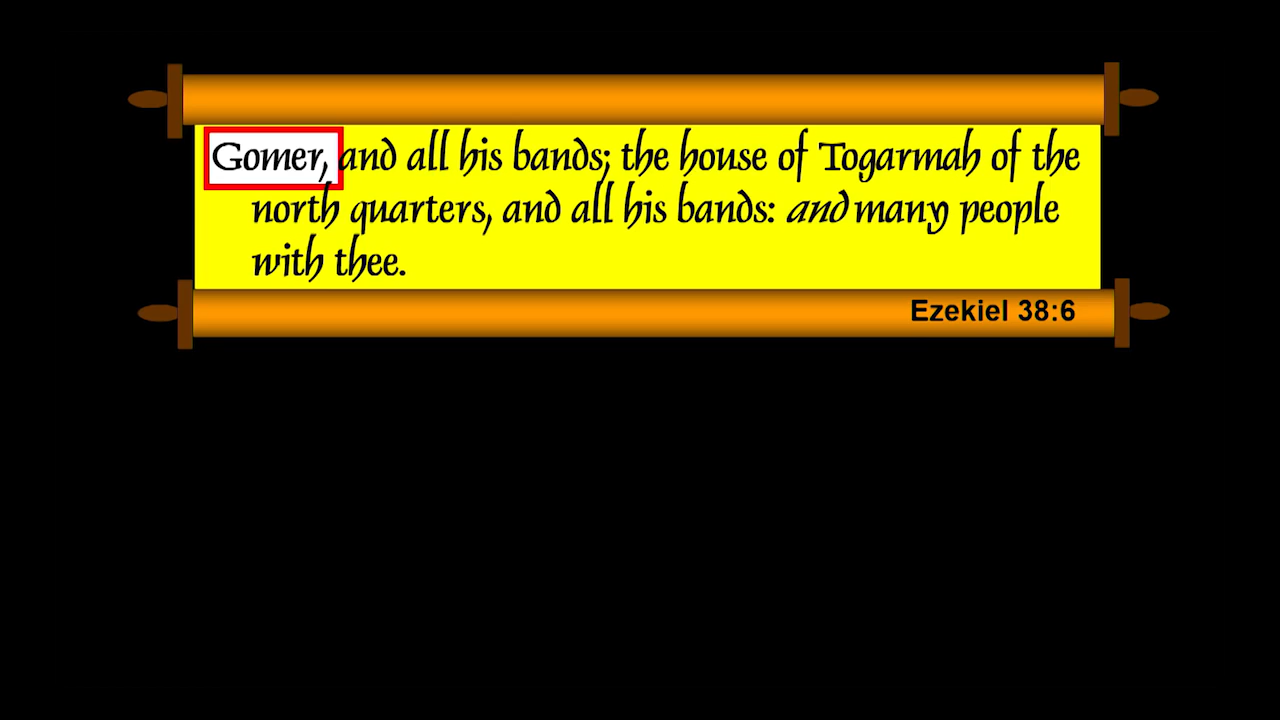 Gomer, and all his bands; the house of Togarmah of the
north quarters, and all his bands: and many people
with thee.
Ezekiel 38:6